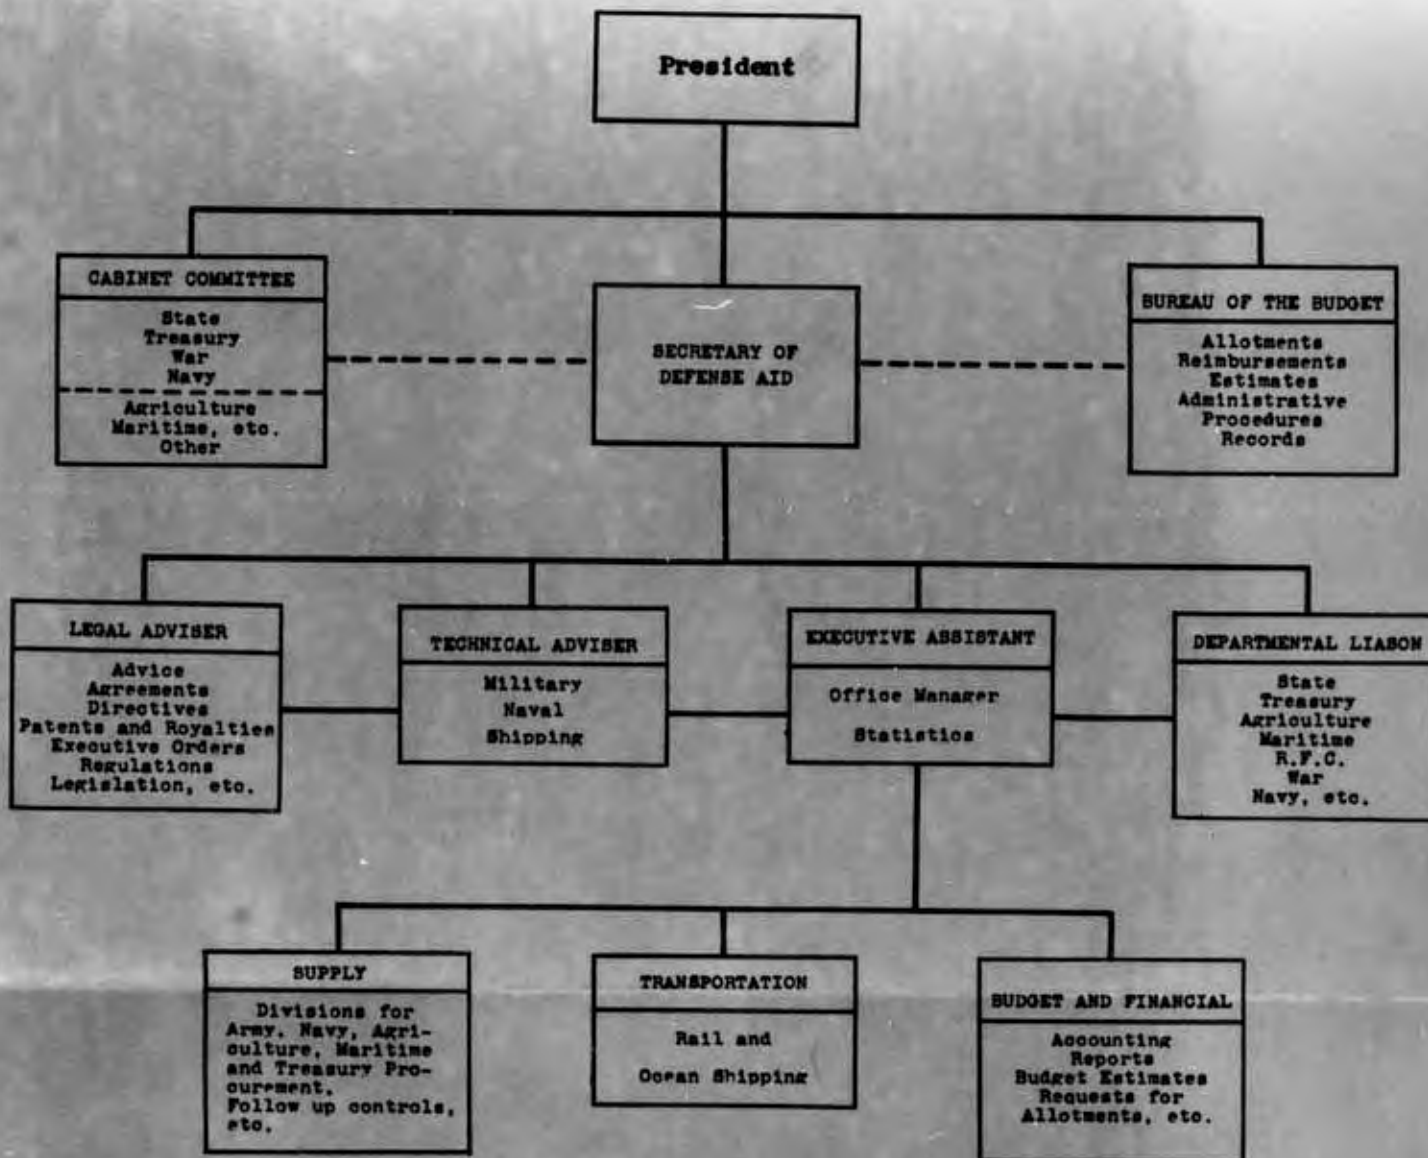 President
CABINET COMMITTEE
State
Treasury
War
Navy
Agriculture
Maritime, etc.
Other
SECRETARY OF
DEFENSE AID
BUREAU OF THE BUDGET
Allotments
Reimbursements
Estimates
Administrative
Procedures
Records
LEGAL ADVISER
Advice
Agreements
Directives
Patents and Royalties
Executive Orders
Regulations
Legislation, etc.
TECHNICAL ADVISER
Military
Naval
Shipping
EXECUTIVE ASSISTANT
Office Manager
Statistics
DEPARTMENTAL LIASON
State
Treasury
Agriculture
Maritime
R.F.C.
War
Navy, etc.
SUPPLY
Divisions for
Army, Navy, Agri-
culture, Maritime
and Treasury Pro-
curement.
Follow up controls,
etc.
TRANSPORTATION
Rail and
Ocean Shipping
BUDGET AND FINANCIAL
Accounting
Reports
Budget Estimates
Requests for
Allotments, etc.